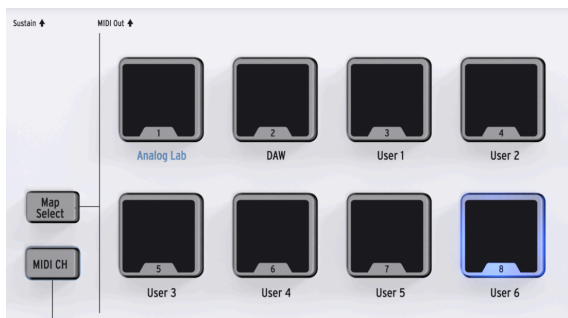 Sustain
MIDI Out
1
2
3
4
Analog Lab
DAW
User 1
User 2
Map
Select
MIDI CH
5
6
7
8
User 3
User 4
User 5
User 6